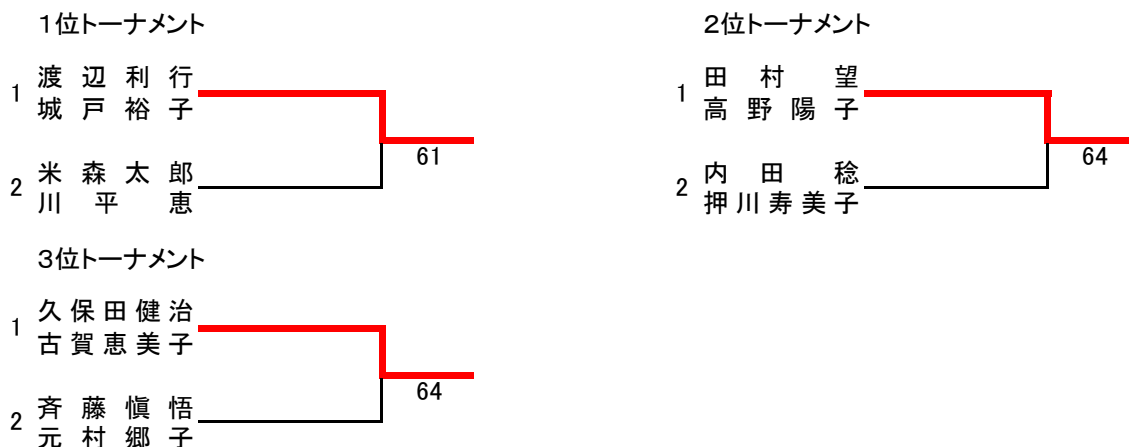 1位トーナメント
1 渡辺利行
城戸裕子
61
2 米森太郎
川平恵
2位トーナメント
1 田村望
高野陽子
64
2 内田稔
押川寿美子
3位トーナメント
1 久保田健治
古賀恵美子
64
2 斉藤愼悟
元村郷子